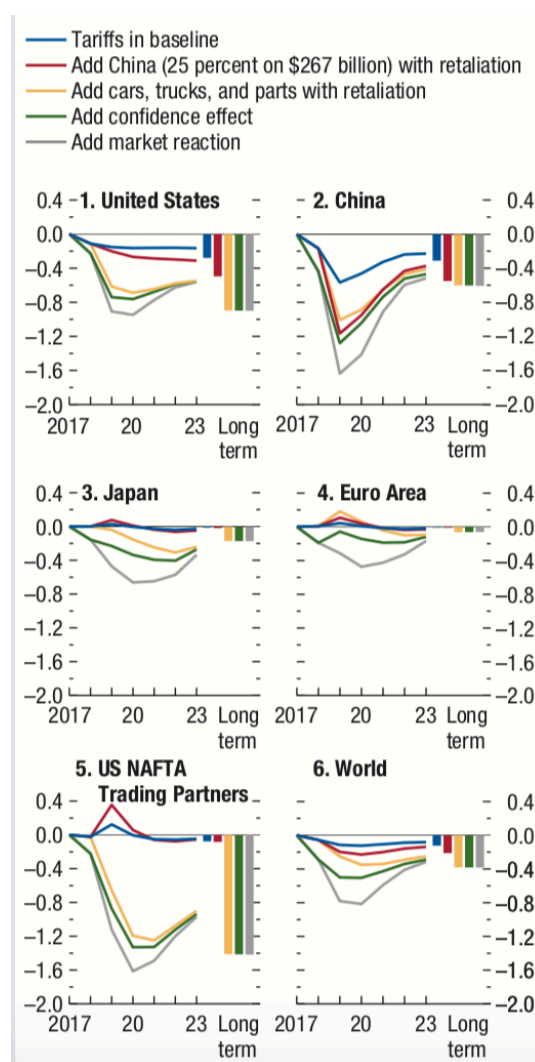 Tariffs in baseline
Add China (25 percent on $267 billion) with retaliation
Add cars, trucks, and parts with retaliation
Add confidence effect
Add market reaction
1. United States
2. China
0.4
0.0
–0.4
–0.8
–1.2
–1.6
–2.0
0.4
0.0
–0.4
–0.8
–1.2
–1.6
–2.0
2017 20 23 Long term
2017 20 23 Long term
3. Japan
4. Euro Area
0.4
0.0
–0.4
–0.8
–1.2
–1.6
–2.0
0.4
0.0
–0.4
–0.8
–1.2
–1.6
–2.0
2017 20 23 Long term
2017 20 23 Long term
5. US NAFTA
Trading Partners
6. World
0.4
0.0
–0.4
–0.8
–1.2
–1.6
–2.0
0.4
0.0
–0.4
–0.8
–1.2
–1.6
–2.0
2017 20 23 Long term
2017 20 23 Long term